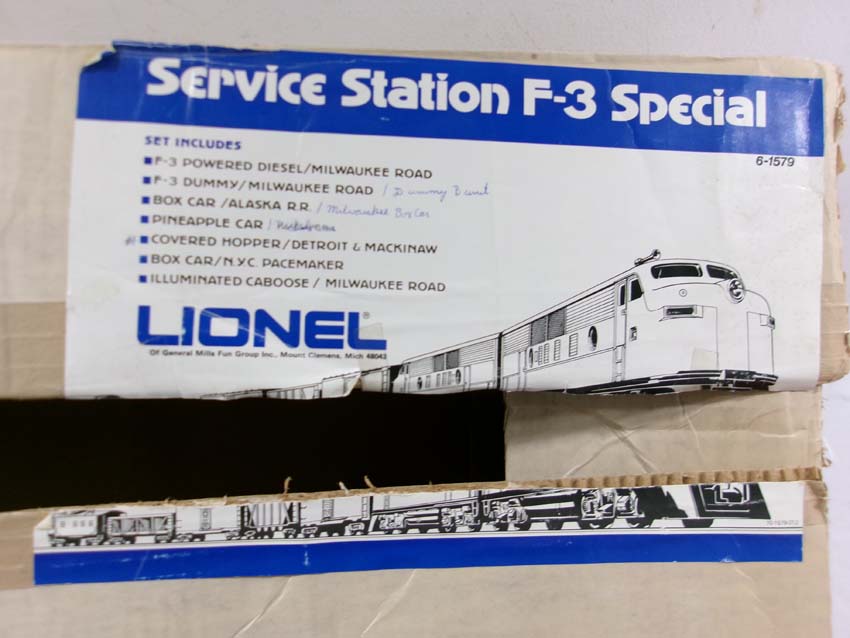 Service Station F-3 Special
6-1579
SET INCLUDES
■ F-3 POWERED DIESEL/MILWAUKEE ROAD
■ F-3 DUMMY/MILWAUKEE ROAD / Dummy B unit
■ BOX CAR /ALASKA R.R. / Milwaukee Box Car
■ PINEAPPLE CAR /
■ COVERED HOPPER/DETROIT & MACKINAW
■ BOX CAR/N.Y.C. PACEMAKER
■ ILLUMINATED CABOOSE / MILWAUKEE ROAD
LIONEL®
Of General Mills Fun Group Inc., Mount Clemens, Mich 48043